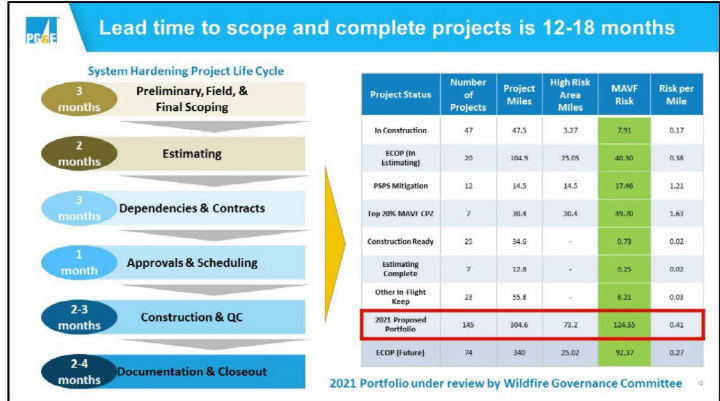 PG&E
Lead time to scope and complete projects is 12-18 months
System Hardening Project Life Cycle
3
months
Preliminary, Field, &
Final Scoping
2
months
Estimating
3
months
Dependencies & Contracts
1
month
Approvals & Scheduling
2-3
months
Construction & QC
2-4
months
Documentation & Closeout
Project Status Number of Projects Project Miles High Risk Area Miles MAVF Risk Risk per Mile
In Construction 47 47.5 3.27 7.91 0.17
ECOP (In Estimating) 20 104.9 25.05 40.30 0.38
PSPS Mitigation 12 14.5 14.5 17.46 1.21
Top 20% MAVF CPZ 7 30.4 30.4 49.70 1.63
Construction Ready 25 34.6 - 0.73 0.02
Estimating Complete 7 12.8 - 0.25 0.02
Other In-Flight Keep 23 55.8 - 8.21 0.03
2021 Proposed Portfolio 145 304.6 73.2 124.55 0.41
ECOP (Future) 74 340 25.02 92.37 0.27
2021 Portfolio under review by Wildfire Governance Committee
10